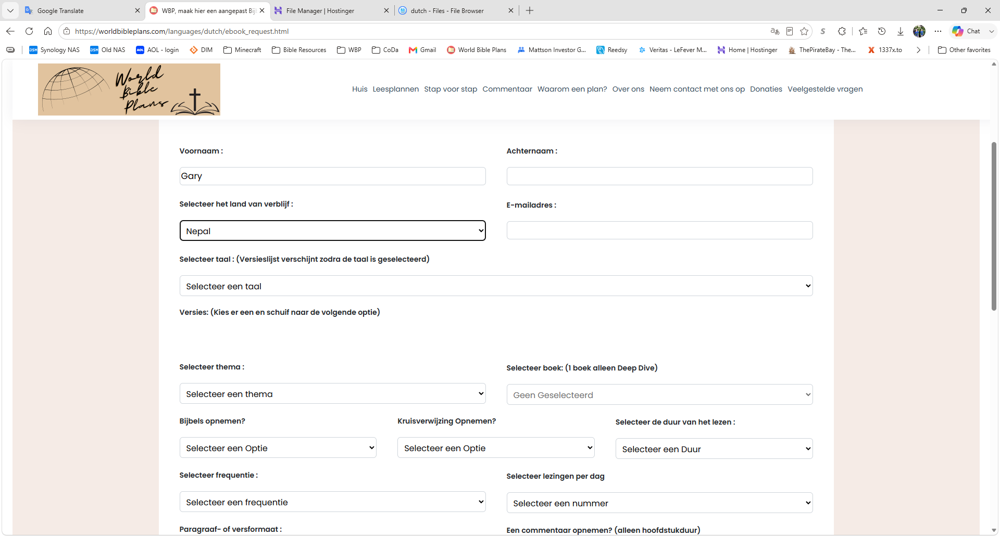 Google Translate
WBP, maak hier een aangepast Bij
File Manager | Hostinger
dutch - Files - File Browser
https://worldbibleplans.com/languages/dutch/ebook_request.html
Chat
Synology NAS
Old NAS
AOL - login
DIM
Minecraft
Bible Resources
WBP
CoDa
Gmail
World Bible Plans
Mattson Investor G...
Reedsy
Veritas - LeFever M...
Home | Hostinger
ThePirateBay - The...
1337x.to
Other favorites
World
Bible
Plans
Huis Leesplannen Stap voor stap Commentaar Waarom een plan? Over ons Neem contact met ons op Donaties Veelgestelde vragen
Voornaam :
Achternaam :
Gary
Selecteer het land van verblijf :
E-mailadres :
Nepal
Selecteer taal : (Versieslijst verschijnt zodra de taal is geselecteerd)
Selecteer een taal
Versies: (Kies er een en schuif naar de volgende optie)
Selecteer thema :
Selecteer boek: (1 boek alleen Deep Dive)
Selecteer een thema
Geen Geselecteerd
Bijbels opnemen?
Kruisverwijzing Opnemen?
Selecteer de duur van het lezen :
Selecteer een Optie
Selecteer een Optie
Selecteer een Duur
Selecteer frequentie :
Selecteer lezingen per dag
Selecteer een frequentie
Selecteer een nummer
Paragraaf- of versformaat :
Een commentaar opnemen? (alleen hoofdstukduur)